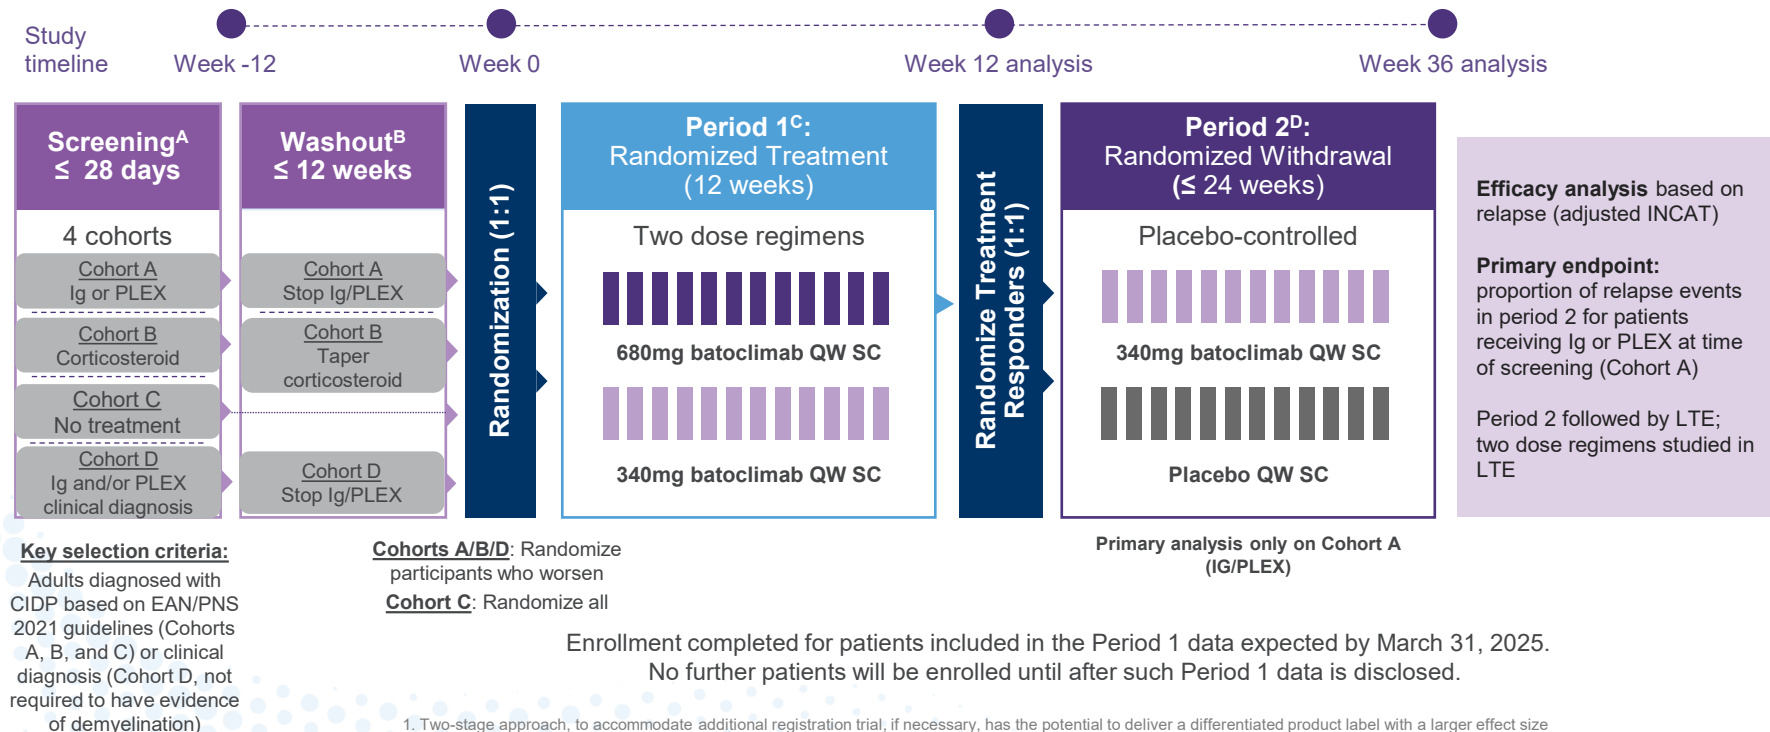 Study
timeline
Week -12
Week 0
Week 12 analysis
Week 36 analysis
Screeningᴬ
≤ 28 days
4 cohorts
Cohort A
Ig or PLEX
Cohort B
Corticosteroid
Cohort C
No treatment
Cohort D
Ig and/or PLEX
clinical diagnosis
Washoutᴮ
≤ 12 weeks
Cohort A
Stop Ig/PLEX
Cohort B
Taper
corticosteroid
Cohort D
Stop Ig/PLEX
Randomization (1:1)
Period 1ᶜ:
Randomized Treatment
(12 weeks)
Two dose regimens
680mg batoclimab QW SC
340mg batoclimab QW SC
Randomize Treatment
Responders (1:1)
Period 2ᴰ:
Randomized Withdrawal
(≤ 24 weeks)
Placebo-controlled
340mg batoclimab QW SC
Placebo QW SC
Efficacy analysis based on
relapse (adjusted INCAT)
Primary endpoint:
proportion of relapse events
in period 2 for patients
receiving Ig or PLEX at time
of screening (Cohort A)
Period 2 followed by LTE;
two dose regimens studied in
LTE
Key selection criteria:
Adults diagnosed with
CIDP based on EAN/PNS
2021 guidelines (Cohorts
A, B, and C) or clinical
diagnosis (Cohort D, not
required to have evidence
of demyelination)
Cohorts A/B/D: Randomize
participants who worsen
Cohort C: Randomize all
Primary analysis only on Cohort A
(IG/PLEX)
Enrollment completed for patients included in the Period 1 data expected by March 31, 2025.
No further patients will be enrolled until after such Period 1 data is disclosed.
1. Two-stage approach, to accommodate additional registration trial, if necessary, has the potential to deliver a differentiated product label with a larger effect size